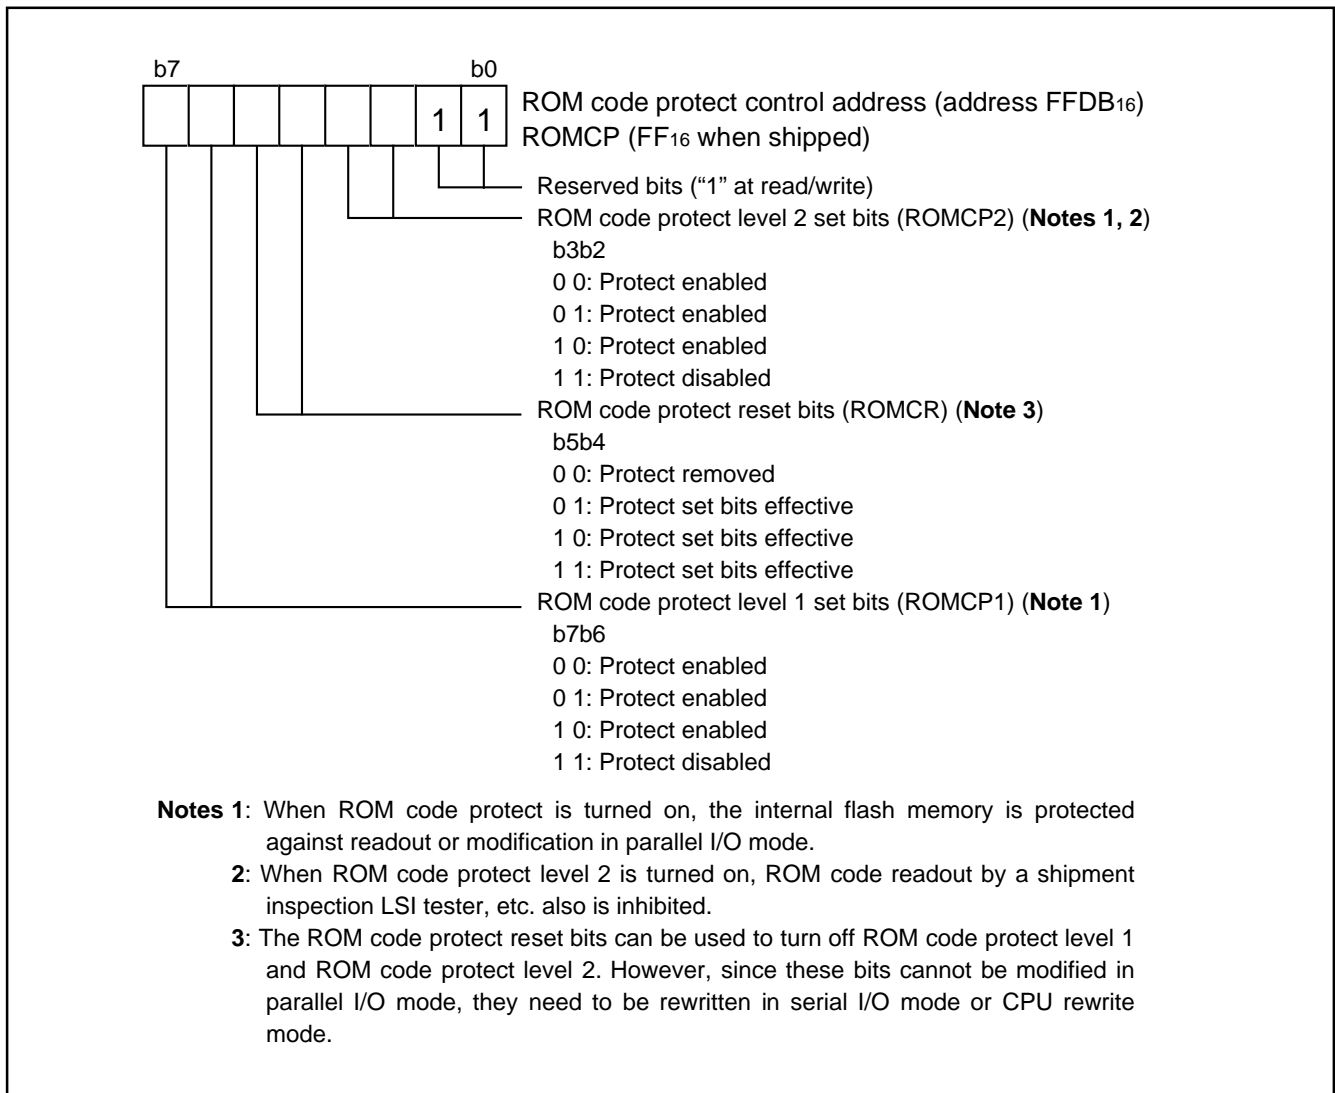 b7 b0
1 1
ROM code protect control address (address FFDB16)
ROMCP (FF16 when shipped)
Reserved bits (“1” at read/write)
ROM code protect level 2 set bits (ROMCP2) (Notes 1, 2)
b3b2
0 0: Protect enabled
0 1: Protect enabled
1 0: Protect enabled
1 1: Protect disabled
ROM code protect reset bits (ROMCR) (Note 3)
b5b4
0 0: Protect removed
0 1: Protect set bits effective
1 0: Protect set bits effective
1 1: Protect set bits effective
ROM code protect level 1 set bits (ROMCP1) (Note 1)
b7b6
0 0: Protect enabled
0 1: Protect enabled
1 0: Protect enabled
1 1: Protect disabled
Notes 1: When ROM code protect is turned on, the internal flash memory is protected
against readout or modification in parallel I/O mode.
2: When ROM code protect level 2 is turned on, ROM code readout by a shipment
inspection LSI tester, etc. also is inhibited.
3: The ROM code protect reset bits can be used to turn off ROM code protect level 1
and ROM code protect level 2. However, since these bits cannot be modified in
parallel I/O mode, they need to be rewritten in serial I/O mode or CPU rewrite
mode.